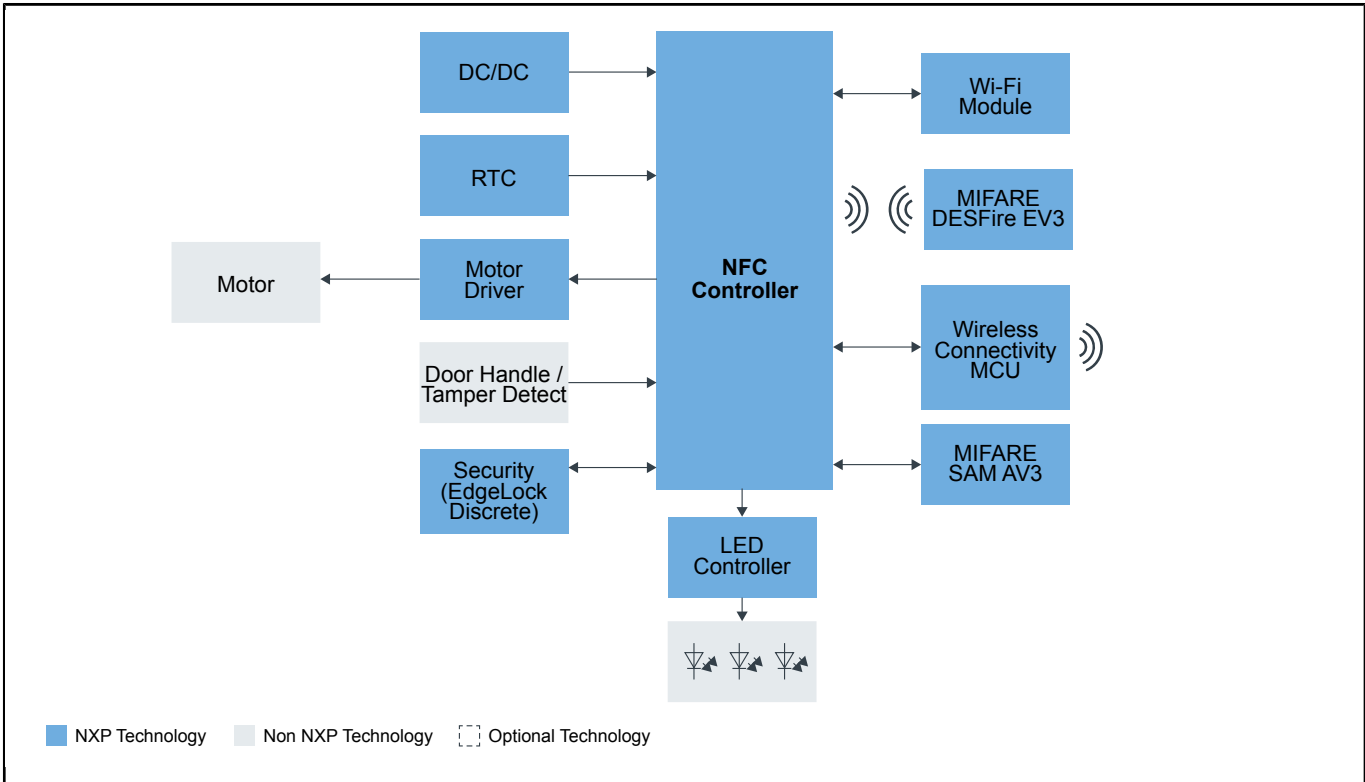 DC/DC
RTC
Motor
Motor
Driver
Door Handle /
Tamper Detect
Security
(EdgeLock
Discrete)
NFC
Controller
Wi-Fi
Module
MIFARE
DESFire EV3
Wireless
Connectivity
MCU
MIFARE
SAM AV3
LED
Controller
NXP Technology
Non NXP Technology
Optional Technology